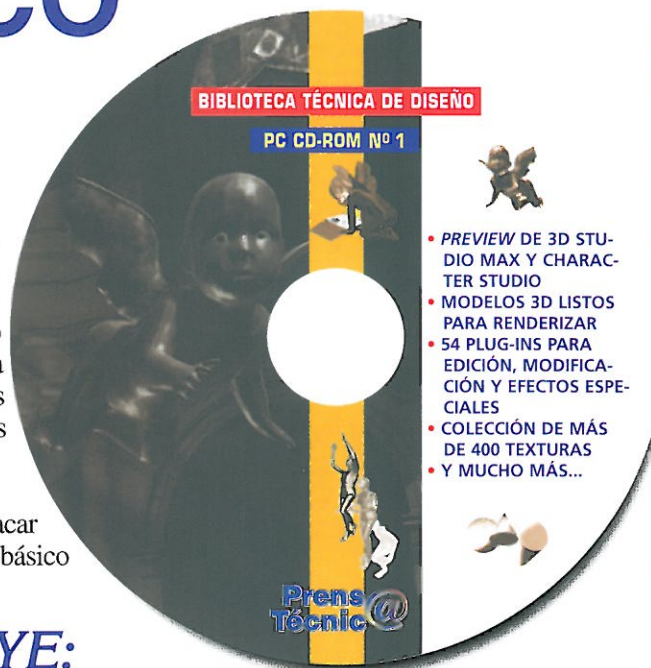 CO
BIBLIOTECA TÉCNICA DE DISEÑO
PC CD-ROM Nº 1
• PREVIEW DE 3D STU-
DIO MAX Y CHARAC-
TER STUDIO
• MODELOS 3D LISTOS
PARA RENDERIZAR
• 54 PLUG-INS PARA
EDICIÓN, MODIFICA-
CIÓN Y EFECTOS ESPE-
CIALES
• COLECCIÓN DE MÁS
DE 400 TEXTURAS
• Y MUCHO MÁS...
a
s
s
acar
básico
Prens@
Técnic@
YE: